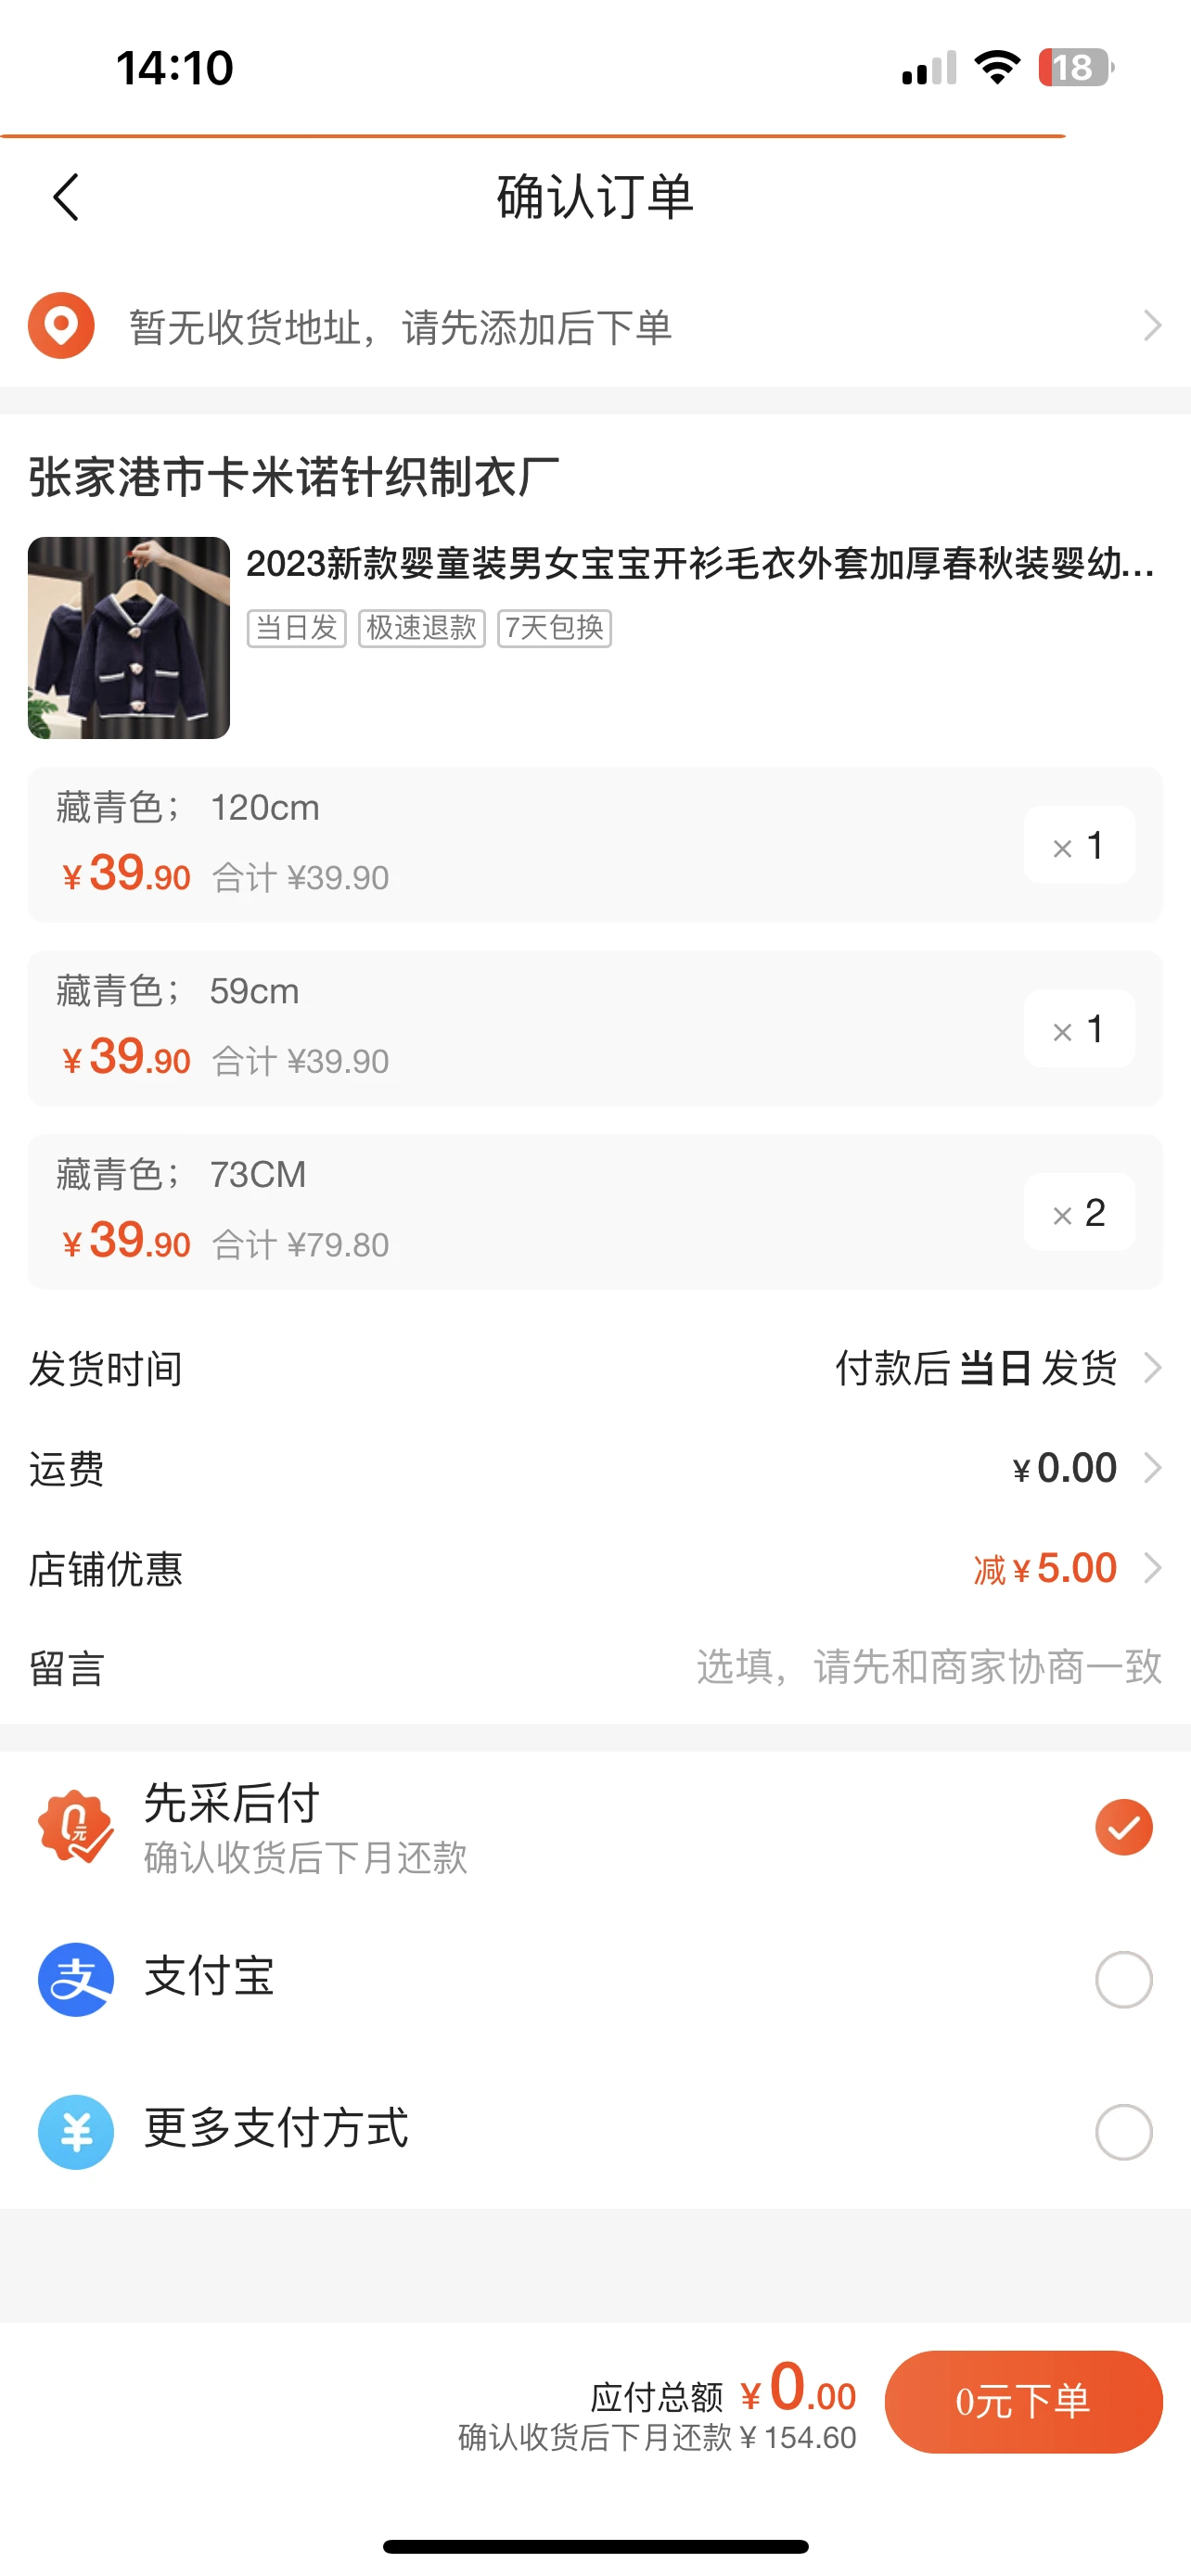 14:10
18
确认订单
暂无收货地址，请先添加后下单
张家港市卡米诺针织制衣厂
2023新款婴童装男女宝宝开衫毛衣外套加厚春秋装婴幼...
当日发 极速退款 7天包换
藏青色； 120cm
¥39.90 合计 ¥39.90
× 1
藏青色； 59cm
¥39.90 合计 ¥39.90
× 1
藏青色； 73CM
¥39.90 合计 ¥79.80
× 2
发货时间 付款后 当日 发货
运费 ¥0.00
店铺优惠 减¥5.00
留言 选填，请先和商家协商一致
0元
先采后付
确认收货后下月还款
支 支付宝
¥ 更多支付方式
应付总额 ¥0.00
确认收货后下月还款 ¥ 154.60
0元下单